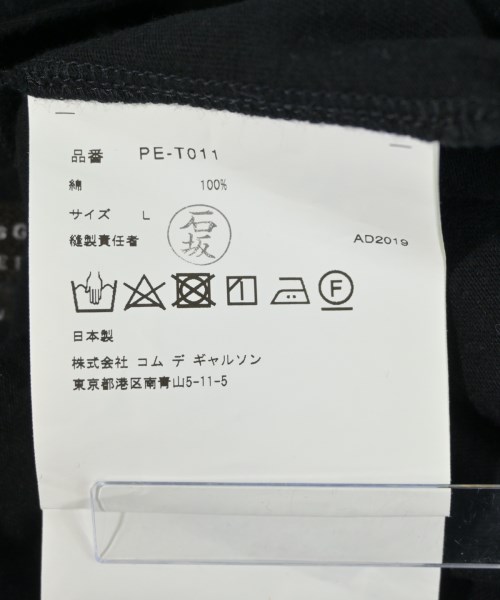 品番 PE-T011
綿 100%
サイズ L
石坂
縫製責任者
AD2019
F
日本製
株式会社 コム デ ギャルソン
東京都港区南青山5-11-5